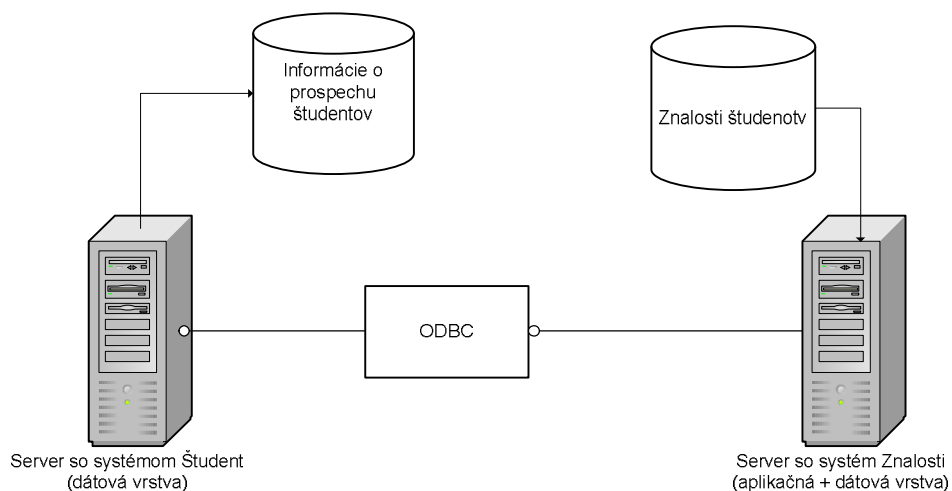 Informácie o
prospechu
študentov
Znalosti študenotv
ODBC
Server so systémom Študent
(dátová vrstva)
Server so systém Znalosti
(aplikačná + dátová vrstva)